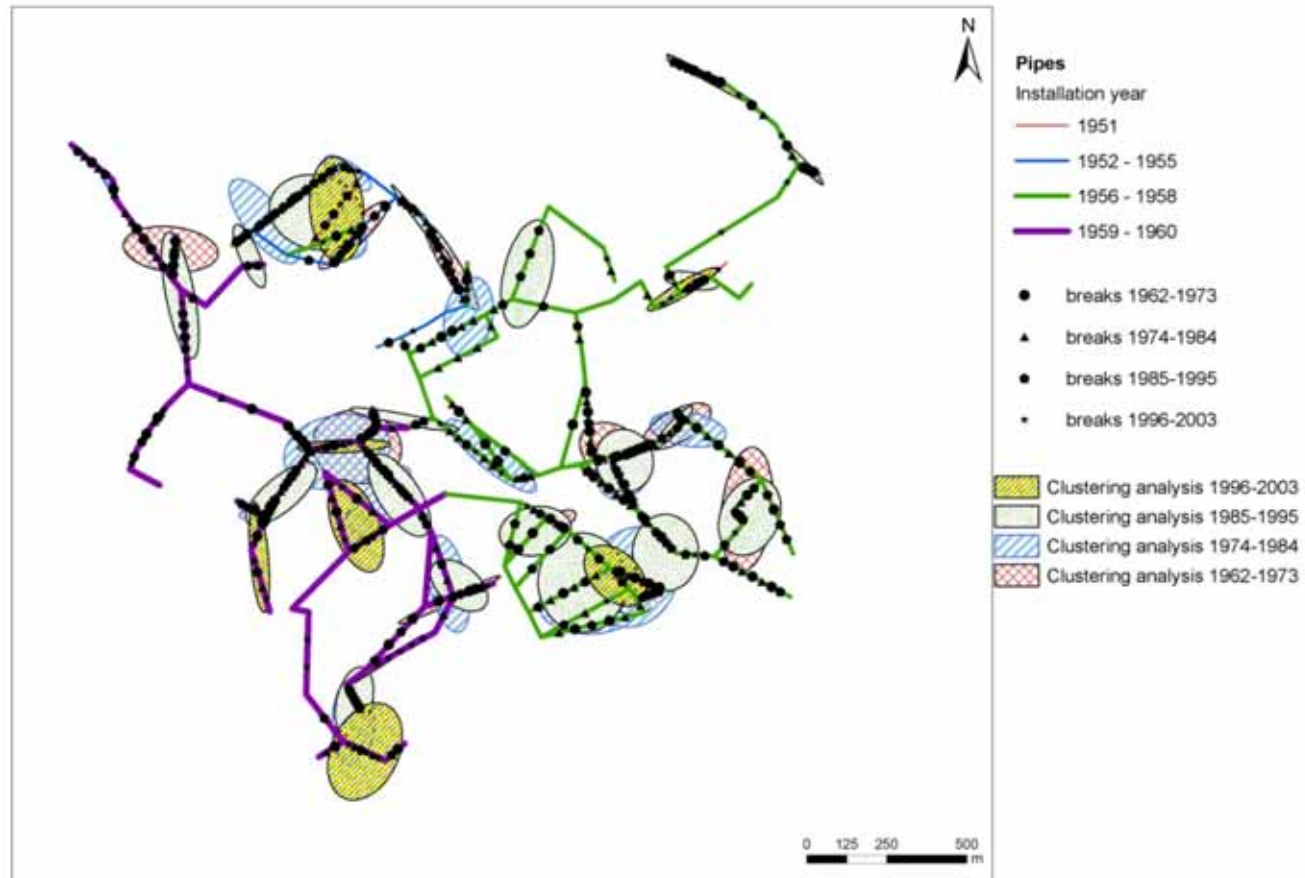 N
Pipes
Installation year
1951
1952 - 1955
1956 - 1958
1959 - 1960
breaks 1962-1973
breaks 1974-1984
breaks 1985-1995
breaks 1996-2003
Clustering analysis 1996-2003
Clustering analysis 1985-1995
Clustering analysis 1974-1984
Clustering analysis 1962-1973
0 125 250 500
m